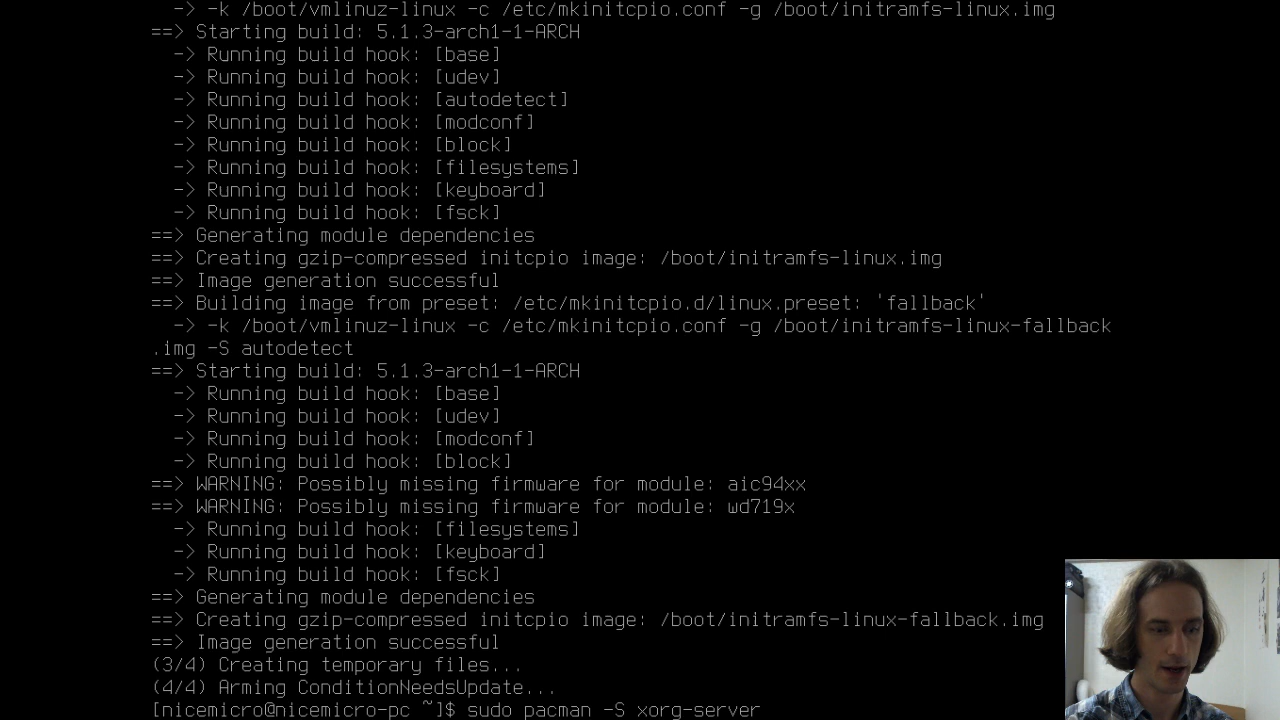 -> -k /boot/vmlinuz-linux -c /etc/mkinitcpio.conf -g /boot/initramfs-linux.img
==> Starting build: 5.1.3-arch1-1-ARCH
-> Running build hook: [base]
-> Running build hook: [udev]
-> Running build hook: [autodetect]
-> Running build hook: [modconf]
-> Running build hook: [block]
-> Running build hook: [filesystems]
-> Running build hook: [keyboard]
-> Running build hook: [fsck]
==> Generating module dependencies
==> Creating gzip-compressed initcpio image: /boot/initramfs-linux.img
==> Image generation successful
==> Building image from preset: /etc/mkinitcpio.d/linux.preset: 'fallback'
-> -k /boot/vmlinuz-linux -c /etc/mkinitcpio.conf -g /boot/initramfs-linux-fallback
.img -S autodetect
==> Starting build: 5.1.3-arch1-1-ARCH
-> Running build hook: [base]
-> Running build hook: [udev]
-> Running build hook: [modconf]
-> Running build hook: [block]
==> WARNING: Possibly missing firmware for module: aic94xx
==> WARNING: Possibly missing firmware for module: wd719x
-> Running build hook: [filesystems]
-> Running build hook: [keyboard]
-> Running build hook: [fsck]
==> Generating module dependencies
==> Creating gzip-compressed initcpio image: /boot/initramfs-linux-fallback.img
==> Image generation successful
(3/4) Creating temporary files...
(4/4) Arming ConditionNeedsUpdate...
[nicemicro@nicemicro-pc ~]$ sudo pacman -S xorg-server